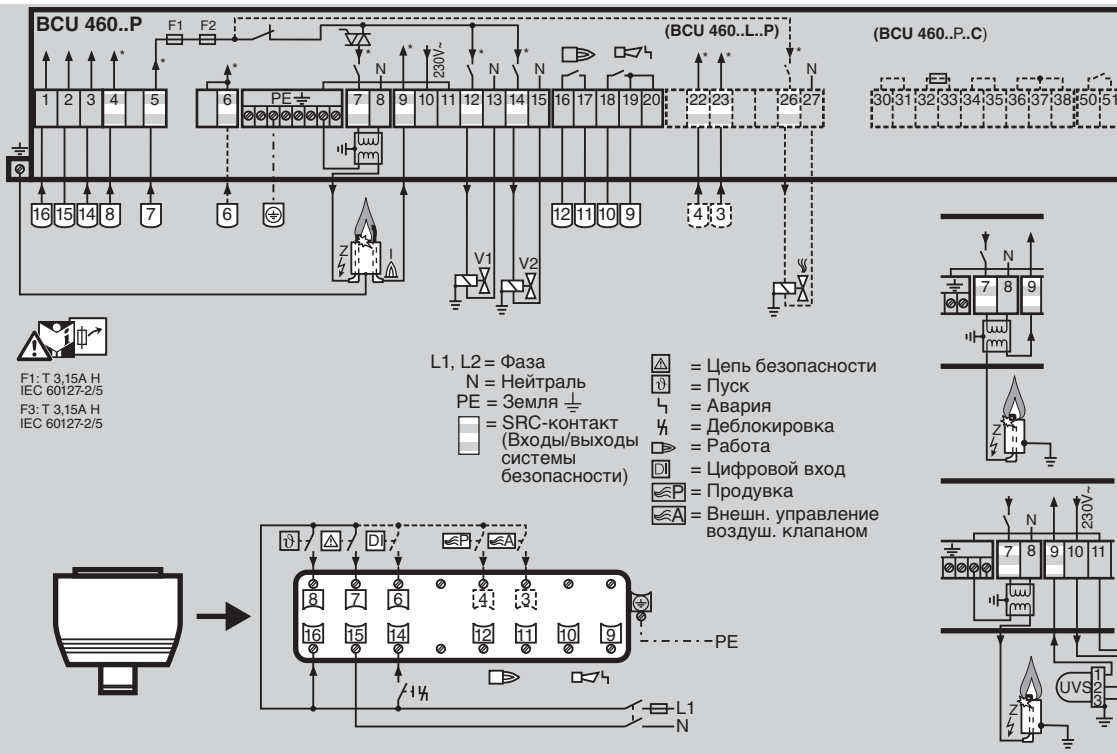 BCU 460..P
F1 F2
(BCU 460..L..P)
(BCU 460..P..C)
* * * * * * * * * *
230V~
N N N N
1 2 3 4 5 6 PE 7 8 9 10 11 12 13 14 15 16 17 18 19 20 22 23 26 27 30 31 32 33 34 35 36 37 38 50 51
16 15 14 8 7 6 12 11 10 9 4 3
Z I V1 V2
N
7 8 9
Z
F1: T 3,15A H
IEC 60127-2/5
F3: T 3,15A H
IEC 60127-2/5
L1, L2 = Фаза
N = Нейтраль
PE = Земля
= SRC-контакт
(Входы/выходы
системы
безопасности)
⚠ = Цепь безопасности
ϑ = Пуск
= Авария
= Деблокировка
= Работа
DI = Цифровой вход
P = Продувка
A = Внешн. управление
воздуш. клапаном
ϑ DI P A
8 7 6 4 3
16 15 14 12 11 10 9
PE
L1
N
230V~
N
7 8 9 10 11
Z
UVS 1
2
3